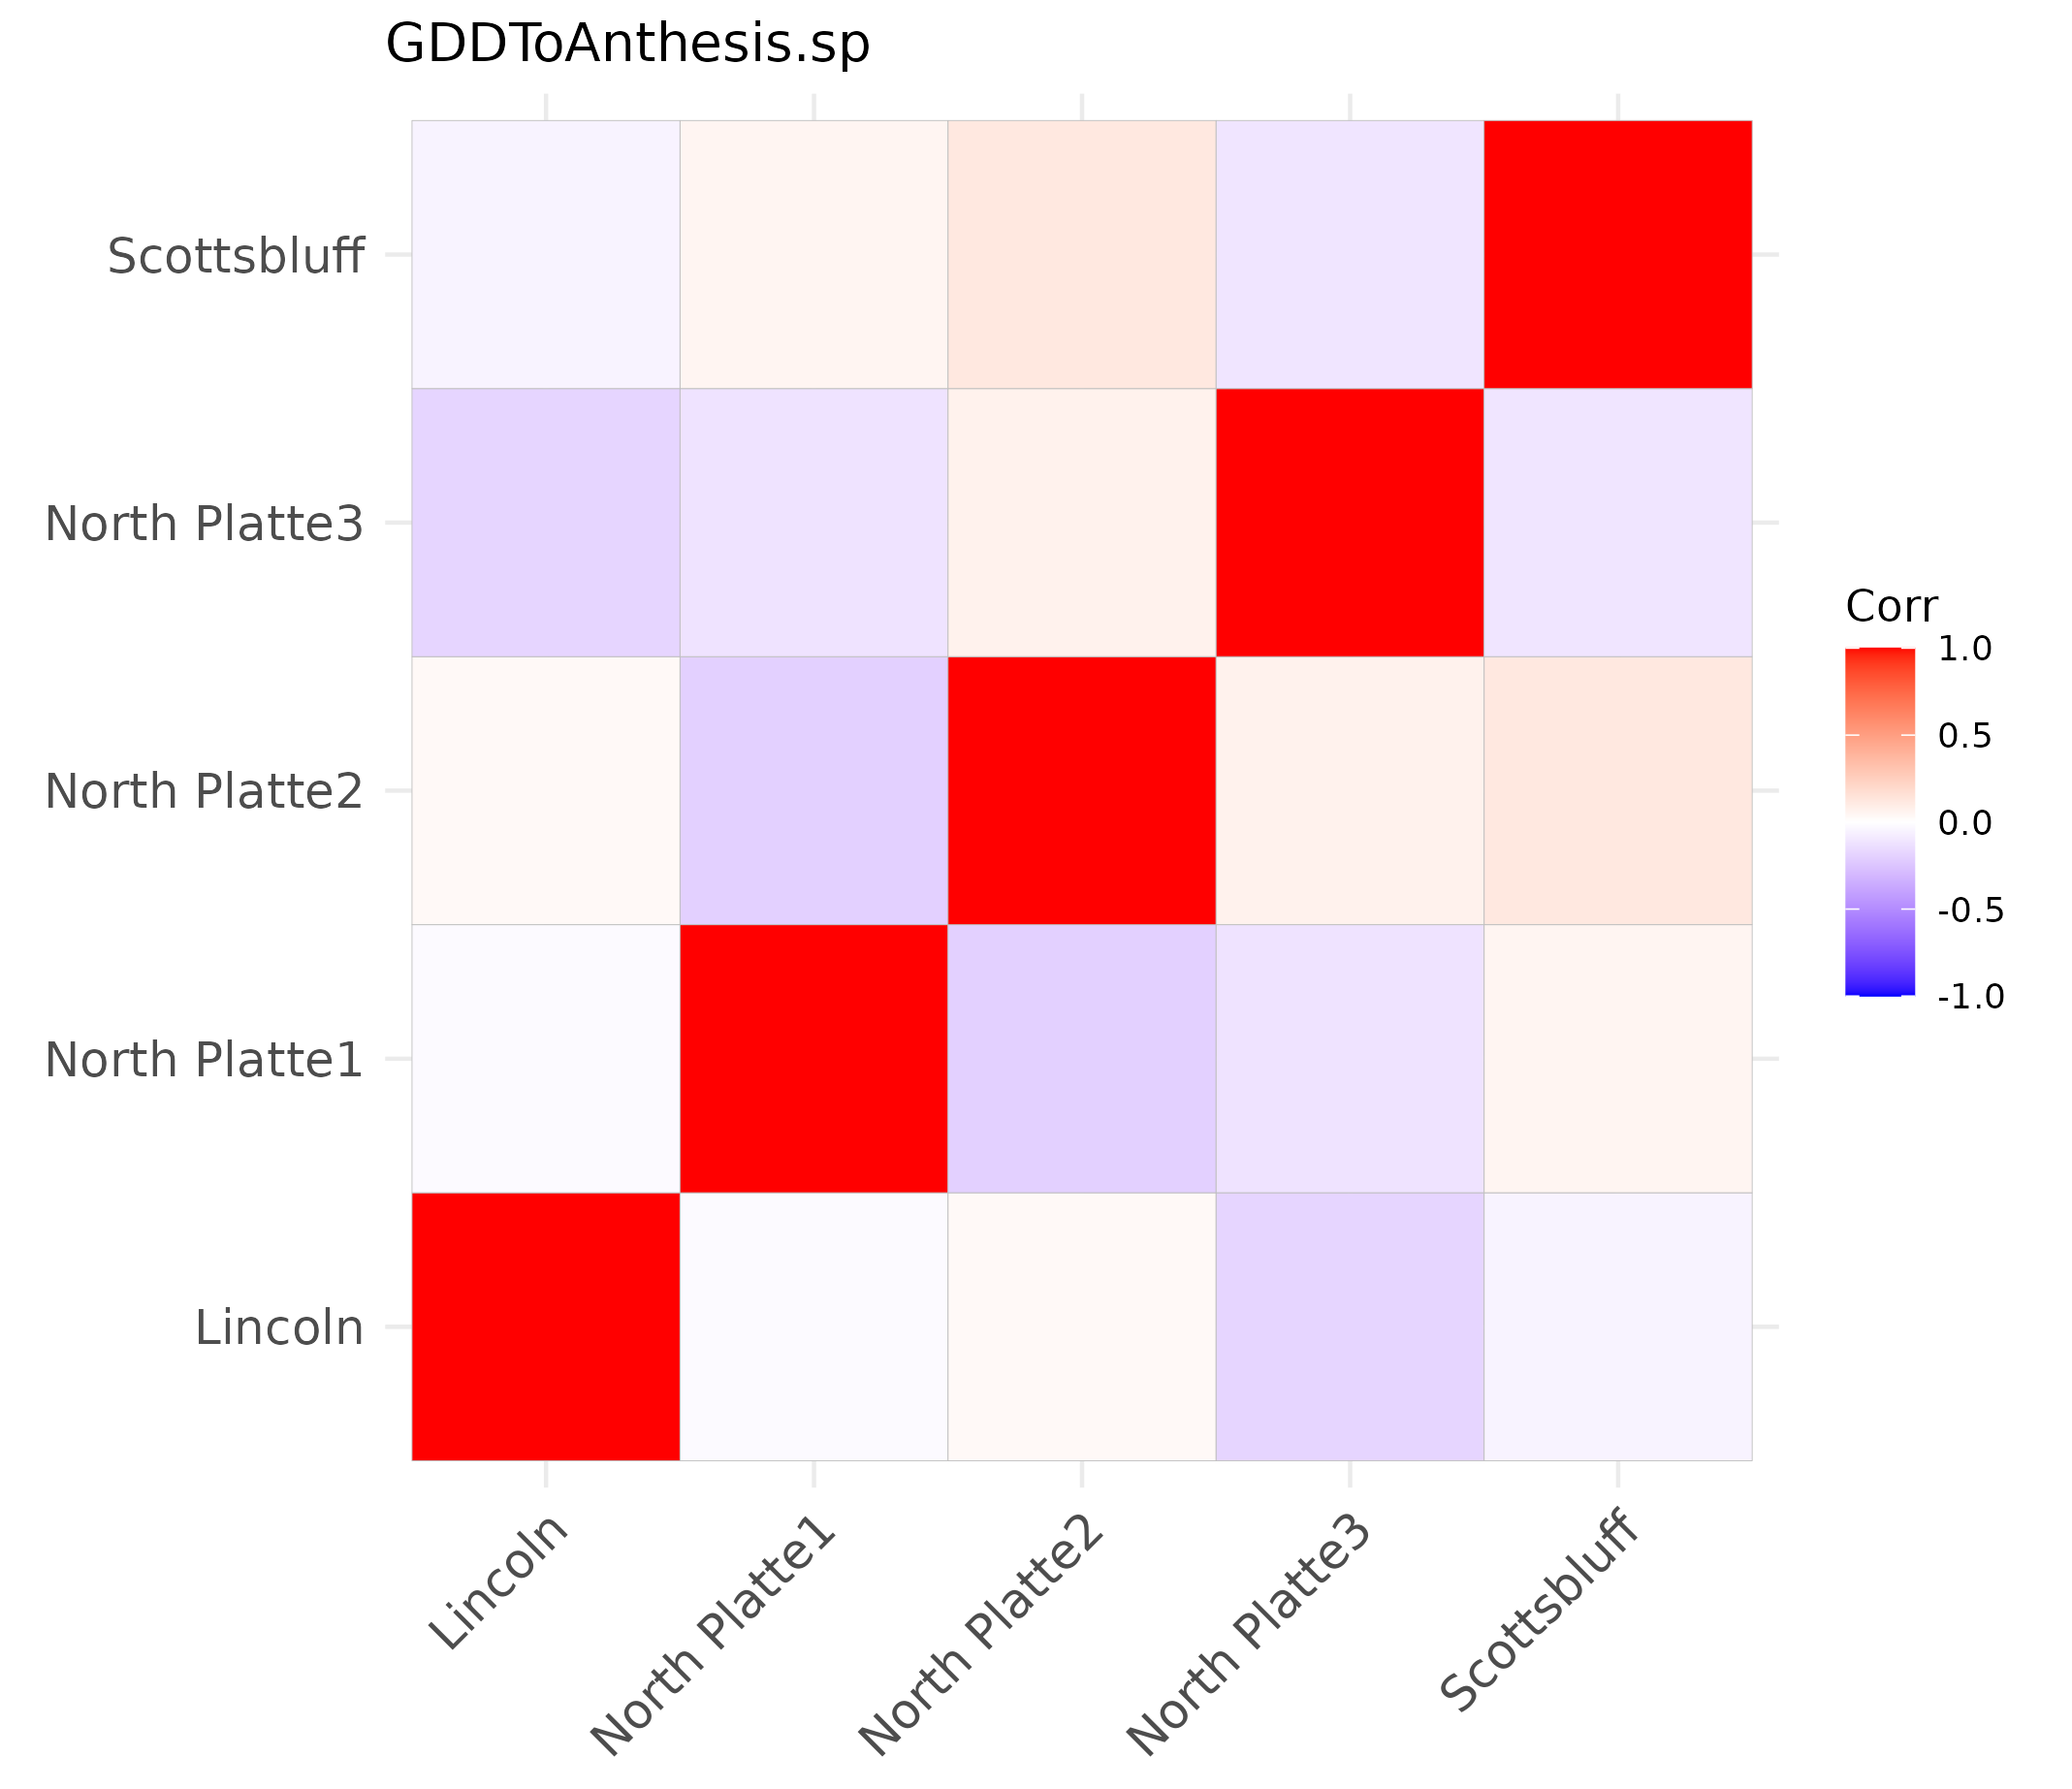 GDDToAnthesis.sp
Scottsbluff
North Platte3
North Platte2
North Platte1
Lincoln
Lincoln
North Platte1
North Platte2
North Platte3
Scottsbluff
Corr
1.0
0.5
0.0
-0.5
-1.0